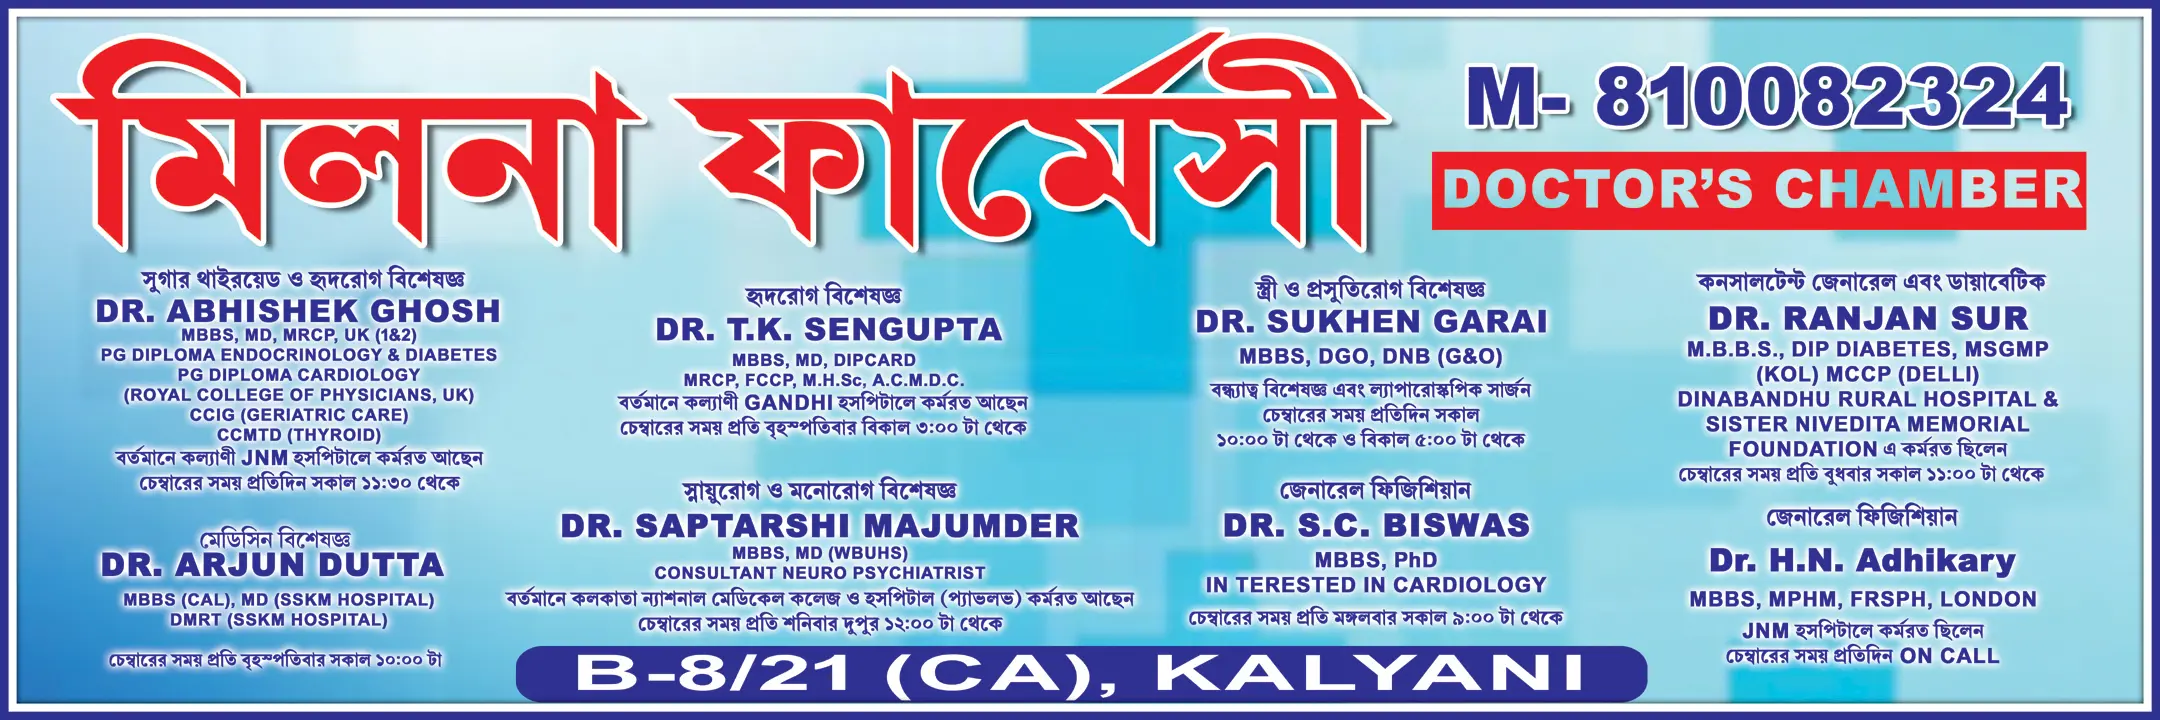 মিলনা ফার্মেসী
M- 810082324
DOCTOR'S CHAMBER
সুগার থাইরয়েড ও হৃদরোগ বিশেষজ্ঞ
DR. ABHISHEK GHOSH
MBBS, MD, MRCP, UK (1&2)
PG DIPLOMA ENDOCRINOLOGY & DIABETES
PG DIPLOMA CARDIOLOGY
(ROYAL COLLEGE OF PHYSICIANS, UK)
CCIG (GERIATRIC CARE)
CCMTD (THYROID)
বর্তমানে কল্যাণী JNM হসপিটালে কর্মরত আছেন
চেম্বারের সময় প্রতিদিন সকাল ১১:৩০ থেকে
মেডিসিন বিশেষজ্ঞ
DR. ARJUN DUTTA
MBBS (CAL), MD (SSKM HOSPITAL)
DMRT (SSKM HOSPITAL)
চেম্বারের সময় প্রতি বৃহস্পতিবার সকাল ১০:০০ টা
হৃদরোগ বিশেষজ্ঞ
DR. T.K. SENGUPTA
MBBS, MD, DIPCARD
MRCP, FCCP, M.H.Sc, A.C.M.D.C.
বর্তমানে কল্যাণী GANDHI হসপিটালে কর্মরত আছেন
চেম্বারের সময় প্রতি বৃহস্পতিবার বিকাল ৩:০০ টা থেকে
স্নায়ুরোগ ও মনোরোগ বিশেষজ্ঞ
DR. SAPTARSHI MAJUMDER
MBBS, MD (WBUHS)
CONSULTANT NEURO PSYCHIATRIST
বর্তমানে কলকাতা ন্যাশনাল মেডিকেল কলেজ ও হসপিটাল (প্যাভলভ) কর্মরত আছেন
চেম্বারের সময় প্রতি শনিবার দুপুর ১২:০০ টা থেকে
স্ত্রী ও প্রসুতিরোগ বিশেষজ্ঞ
DR. SUKHEN GARAI
MBBS, DGO, DNB (G&O)
বন্ধ্যাত্ব বিশেষজ্ঞ এবং ল্যাপারোস্কপিক সার্জন
চেম্বারের সময় প্রতিদিন সকাল
১০:০০ টা থেকে ও বিকাল ৫:০০ টা থেকে
জেনারেল ফিজিশিয়ান
DR. S.C. BISWAS
MBBS, PhD
IN TERESTED IN CARDIOLOGY
চেম্বারের সময় প্রতি মঙ্গলবার সকাল ৯:০০ টা থেকে
কনসালটেন্ট জেনারেল এবং ডায়াবেটিক
DR. RANJAN SUR
M.B.B.S., DIP DIABETES, MSGMP
(KOL) MCCP (DELLI)
DINABANDHU RURAL HOSPITAL &
SISTER NIVEDITA MEMORIAL
FOUNDATION এ কর্মরত ছিলেন
চেম্বারের সময় প্রতি বুধবার সকাল ১১:০০ টা থেকে
জেনারেল ফিজিশিয়ান
Dr. H.N. Adhikary
MBBS, MPHM, FRSPH, LONDON
JNM হসপিটালে কর্মরত ছিলেন
চেম্বারের সময় প্রতিদিন ON CALL
B-8/21 (CA), KALYANI